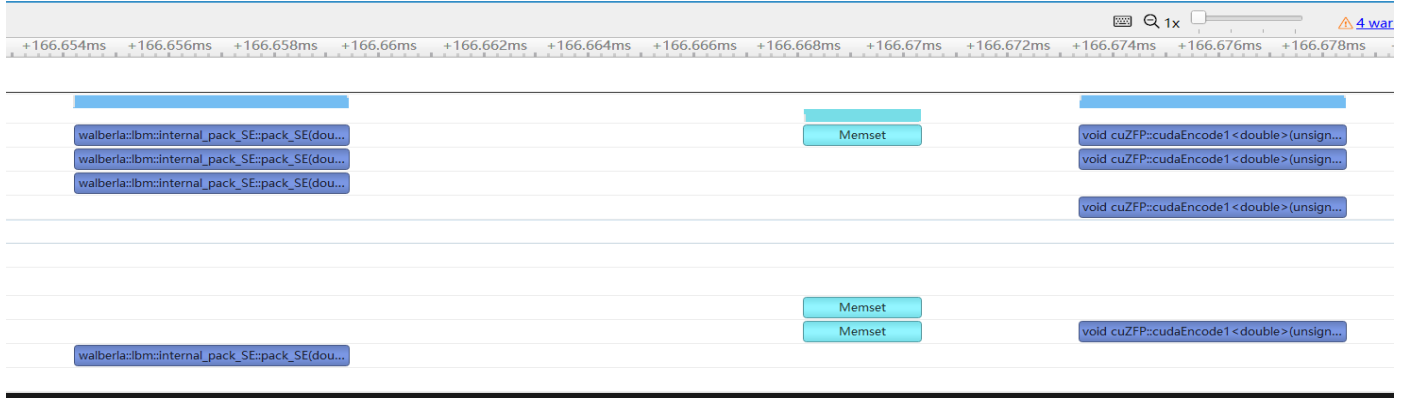 1x
4 war
+166.654ms +166.656ms +166.658ms +166.66ms +166.662ms +166.664ms +166.666ms +166.668ms +166.67ms +166.672ms +166.674ms +166.676ms +166.678ms
walberla::lbm::internal_pack_SE::pack_SE(dou... Memset void cuZFP::cudaEncode1<double>(unsign...
walberla::lbm::internal_pack_SE::pack_SE(dou... void cuZFP::cudaEncode1<double>(unsign...
walberla::lbm::internal_pack_SE::pack_SE(dou...
void cuZFP::cudaEncode1<double>(unsign...
Memset
Memset void cuZFP::cudaEncode1<double>(unsign...
walberla::lbm::internal_pack_SE::pack_SE(dou...